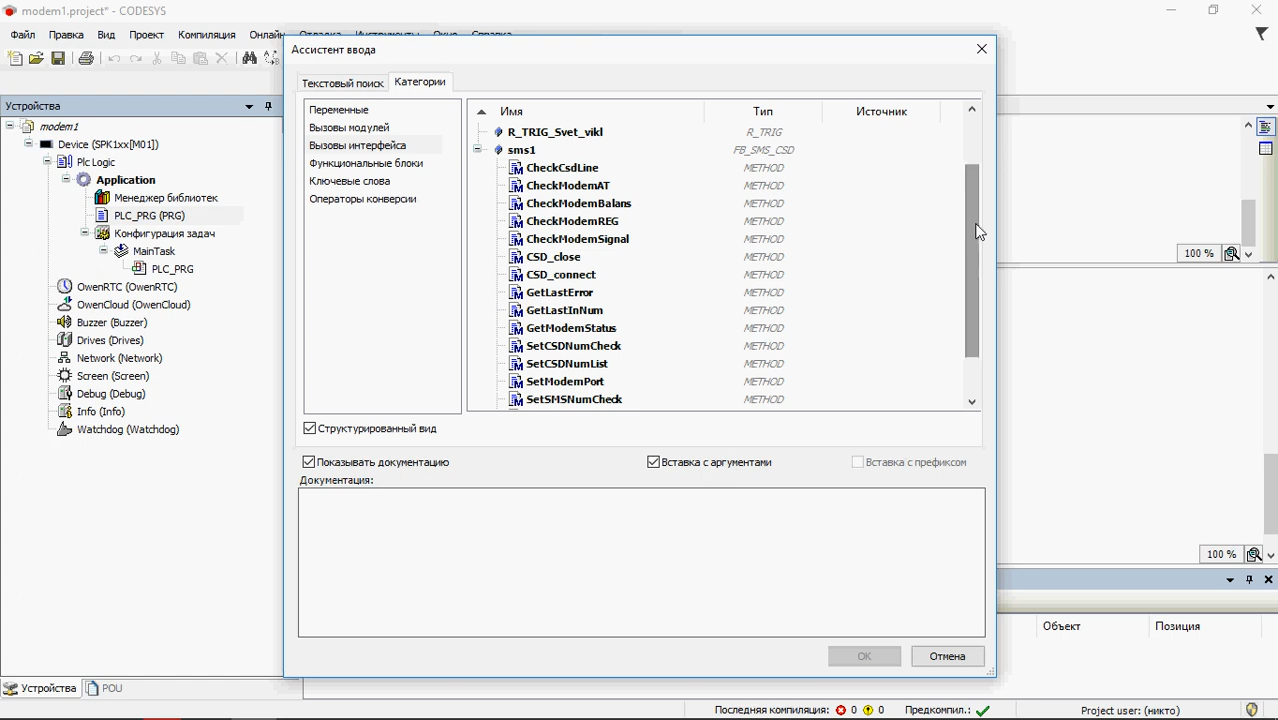 modem1.project* - CODESYS
Файл Правка Вид Проект Компиляция Онлайн Отладка Инструменты Окно Справка
Ассистент ввода
Текстовый поиск Категории
Устройства
modem1
Device (SPK1xx[M01])
Plc Logic
Application
Менеджер библиотек
PLC_PRG (PRG)
Конфигурация задач
MainTask
PLC_PRG
OwenRTC (OwenRTC)
OwenCloud (OwenCloud)
Buzzer (Buzzer)
Drives (Drives)
Network (Network)
Screen (Screen)
Debug (Debug)
Info (Info)
Watchdog (Watchdog)
Устройства POU
Переменные
Вызовы модулей
Вызовы интерфейса
Функциональные блоки
Ключевые слова
Операторы конверсии
Имя Тип Источник
R_TRIG_Svet_vikl R_TRIG
sms1 FB_SMS_CSD
CheckCsdLine METHOD
CheckModemAT METHOD
CheckModemBalans METHOD
CheckModemREG METHOD
CheckModemSignal METHOD
CSD_close METHOD
CSD_connect METHOD
GetLastError METHOD
GetLastInNum METHOD
GetModemStatus METHOD
SetCSDNumCheck METHOD
SetCSDNumList METHOD
SetModemPort METHOD
SetSMSNumCheck METHOD
Структурированный вид
Показывать документацию Вставка с аргументами Вставка с префиксом
Документация:
OK Отмена
100 %
100 %
Объект Позиция
Последняя компиляция: 0 0 Предкомпил.: Project user: (никто)